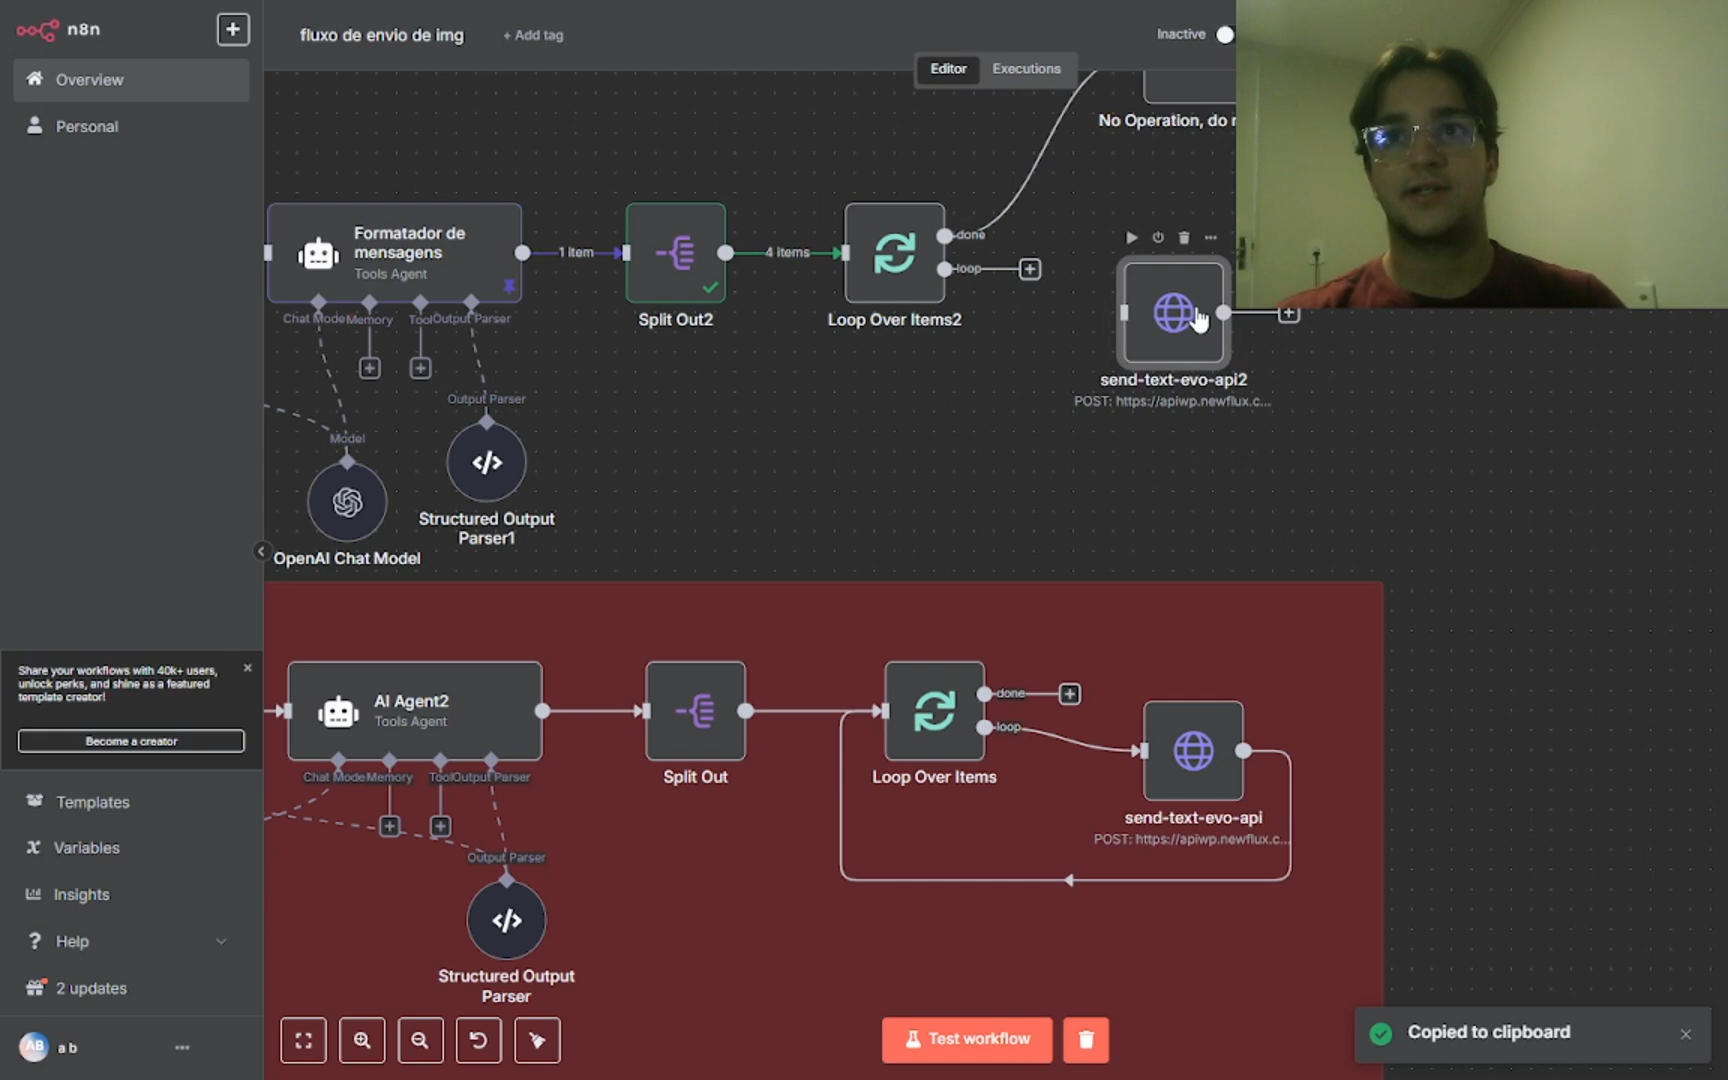 n8n
fluxo de envio de img
+ Add tag
Inactive
Editor
Executions
Overview
Personal
No Operation, do
Formatador de
mensagens
Tools Agent
1 item
4 items
done
loop
Split Out2
Loop Over Items2
Chat Mode
Memory
Tool
Output Parser
send-text-evo-api2
POST: https://apiwp.newflux.c...
Output Parser
Model
Structured Output
Parser1
OpenAI Chat Model
Share your workflows with 40k+ users,
unlock perks, and shine as a featured
template creator!
Become a creator
AI Agent2
Tools Agent
done
loop
Split Out
Loop Over Items
Chat Mode
Memory
Tool
Output Parser
send-text-evo-api
POST: https://apiwp.newflux.c...
Output Parser
Structured Output
Parser
Templates
Variables
Insights
Help
2 updates
AB
a b
Test workflow
Copied to clipboard